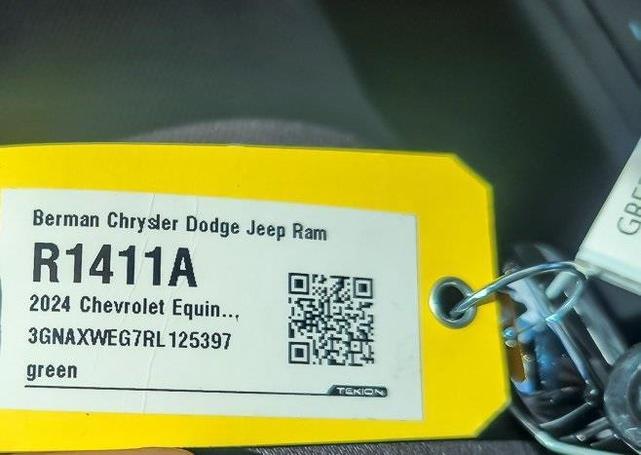 Berman Chrysler Dodge Jeep Ram
R1411A
2024 Chevrolet Equin..,
3GNAXWEG7RL125397
green
TEKION